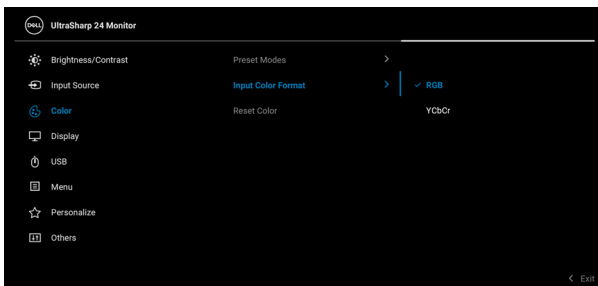 DELL UltraSharp 24 Monitor
Brightness/Contrast Preset Modes
Input Source Input Color Format RGB
Color Reset Color YCbCr
Display
USB
Menu
Personalize
Others
Exit